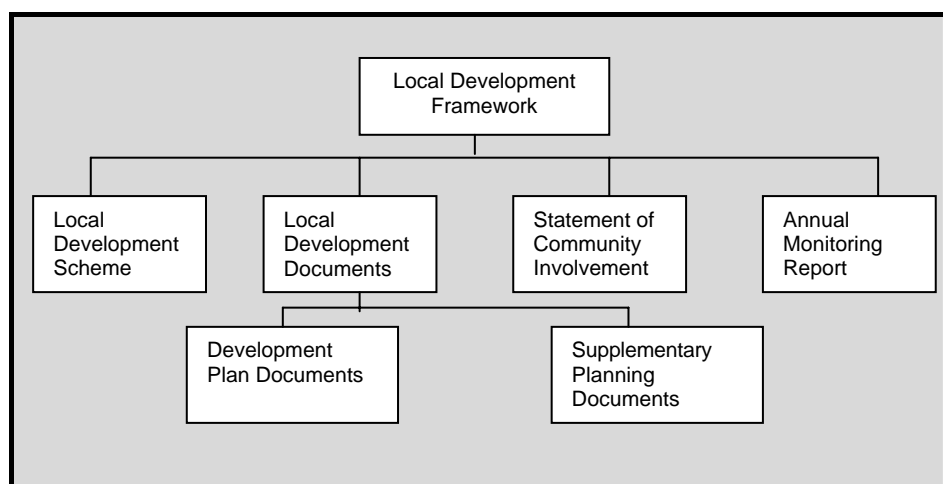 Local Development
Framework
Local
Development
Scheme
Local
Development
Documents
Statement of
Community
Involvement
Annual
Monitoring
Report
Development
Plan Documents
Supplementary
Planning
Documents